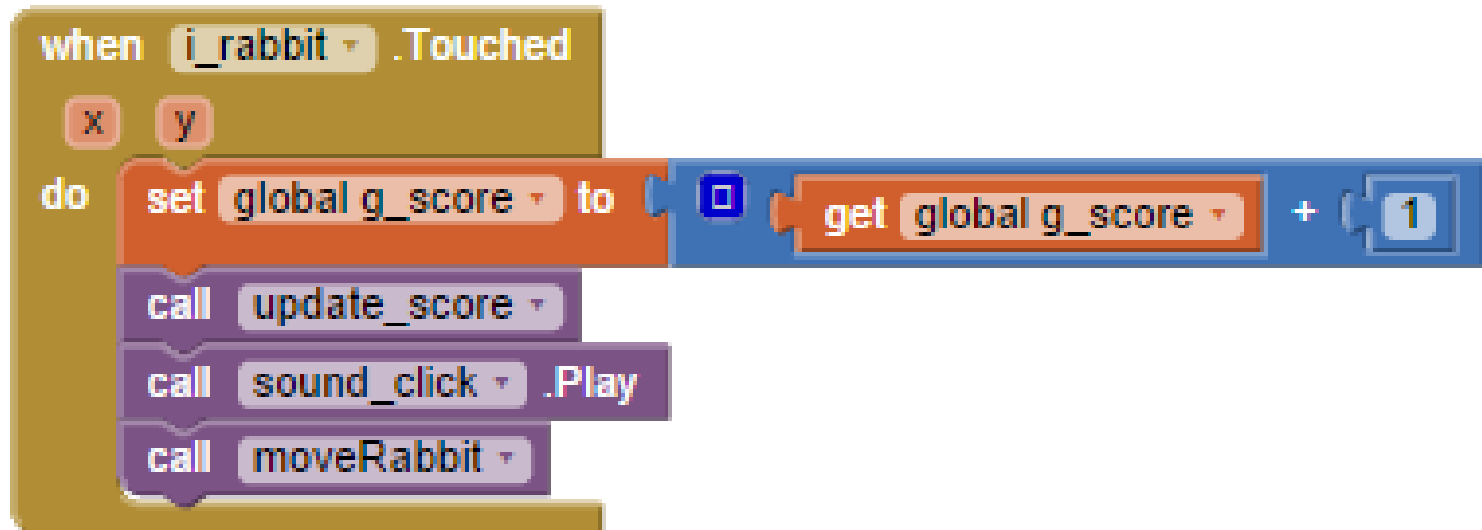 when i_rabbit .Touched
x y
do set global g_score to get global g_score + 1
call update_score
call sound_click .Play
call moveRabbit